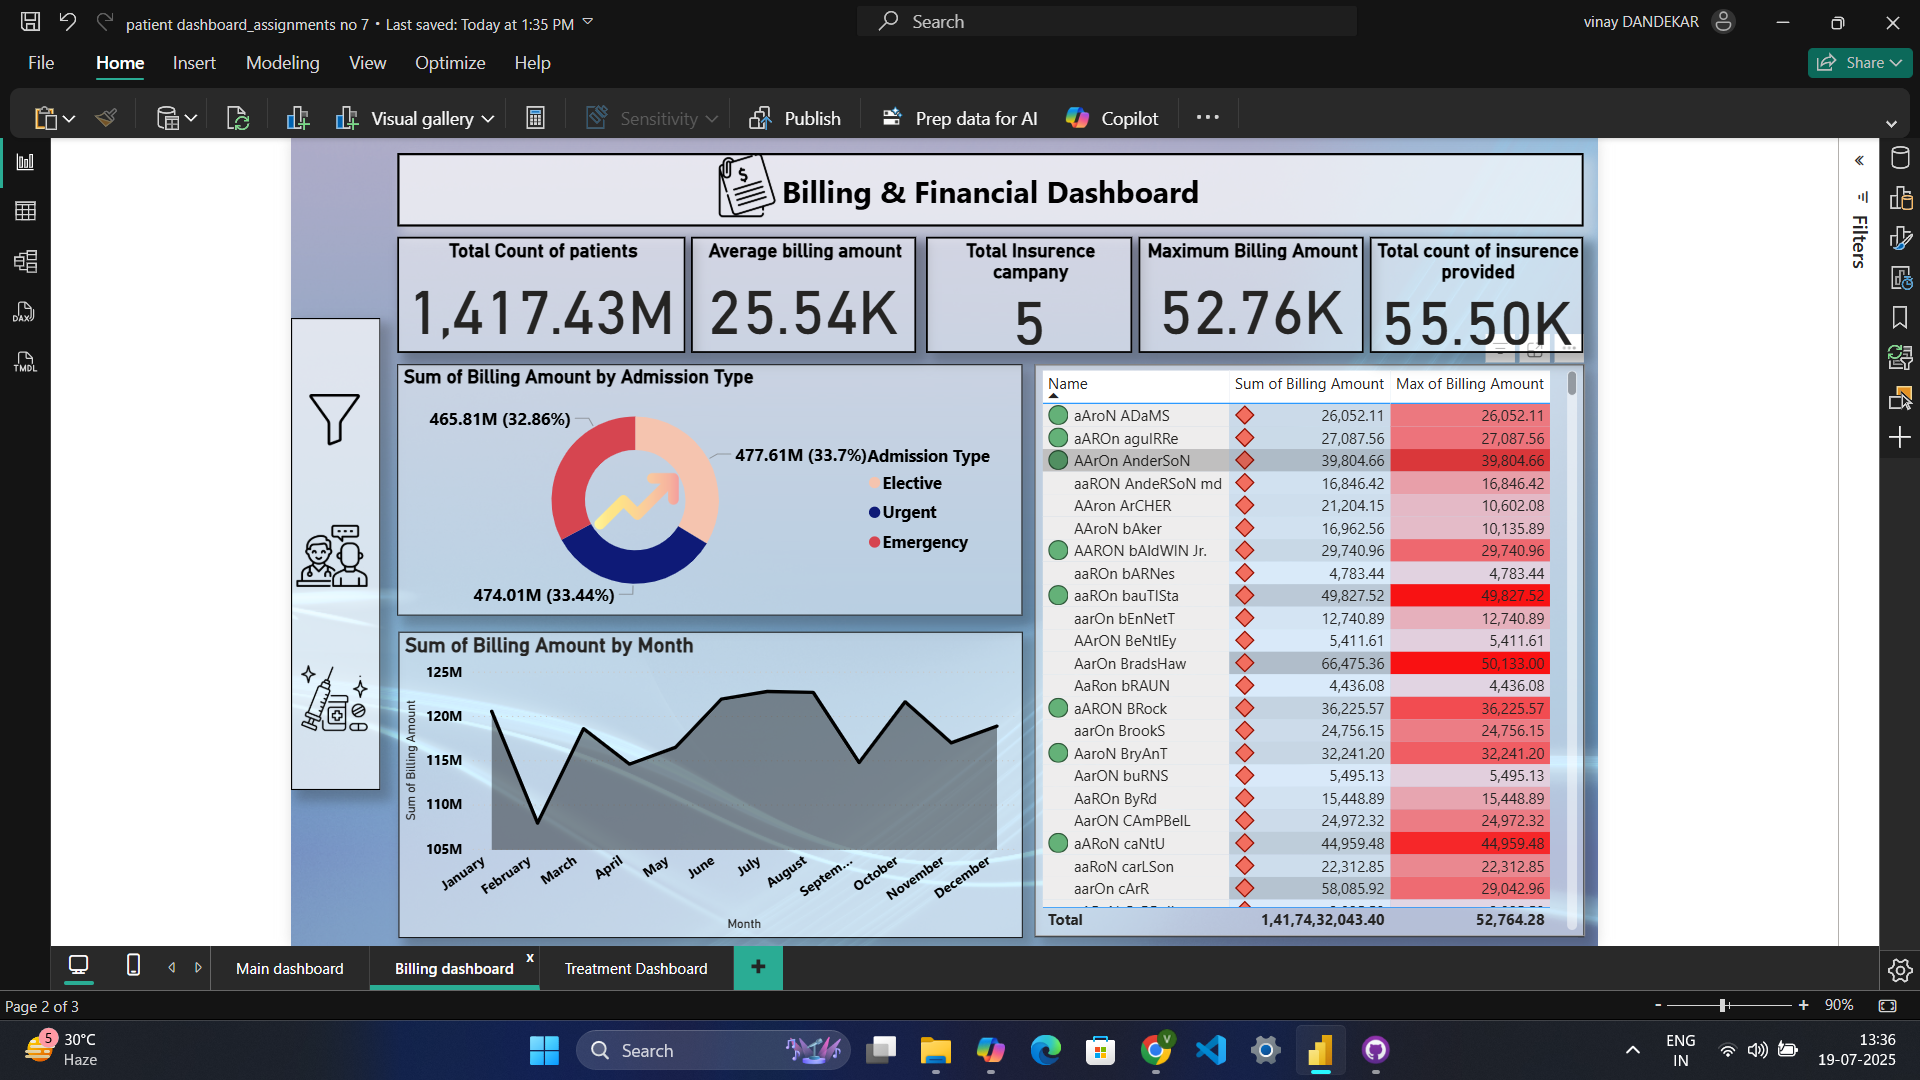 patient dashboard_assignments no 7 • Last saved: Today at 1:35 PM
Search
vinay DANDEKAR
File Home Insert Modeling View Optimize Help
Share
Visual gallery
Sensitivity
Publish
Prep data for AI
Copilot
DAX
TMDL
Filters
$
Billing & Financial Dashboard
Total Count of patients
1,417.43M
Average billing amount
25.54K
Total Insurence
campany
5
Maximum Billing Amount
52.76K
Total count of insurence
provided
55.50K
Sum of Billing Amount by Admission Type
465.81M (32.86%)
477.61M (33.7%)
474.01M (33.44%)
Admission Type
Elective
Urgent
Emergency
Sum of Billing Amount by Month
Sum of Billing Amount
125M
120M
115M
110M
105M
January February March April May June July August Septem... October November December
Month
Name Sum of Billing Amount Max of Billing Amount
aAroN ADaMS 26,052.11 26,052.11
aAROn aguIRRe 27,087.56 27,087.56
AArOn AnderSoN 39,804.66 39,804.66
aaRON AndeRSoN md 16,846.42 16,846.42
AAron ArCHER 21,204.15 10,602.08
AAroN bAker 16,962.56 10,135.89
AARON bAldWIN Jr. 29,740.96 29,740.96
aaROn bARNes 4,783.44 4,783.44
aaROn bauTISta 49,827.52 49,827.52
aarOn bEnNetT 12,740.89 12,740.89
AArON BeNtlEy 5,411.61 5,411.61
AarOn BradsHaw 66,475.36 50,133.00
AaRon bRAUN 4,436.08 4,436.08
aARON BRock 36,225.57 36,225.57
aarOn BrookS 24,756.15 24,756.15
AaroN BryAnT 32,241.20 32,241.20
AarON buRNS 5,495.13 5,495.13
AaROn ByRd 15,448.89 15,448.89
AarON CAmPBelL 24,972.32 24,972.32
aARoN caNtU 44,959.48 44,959.48
aaRoN carLSon 22,312.85 22,312.85
aarOn cArR 58,085.92 29,042.96
Total 1,41,74,32,043.40 52,764.28
Main dashboard
Billing dashboard
x
Treatment Dashboard
+
Page 2 of 3
- + 90%
5
30°C
Haze
Search
V
ENG
IN
13:36
19-07-2025